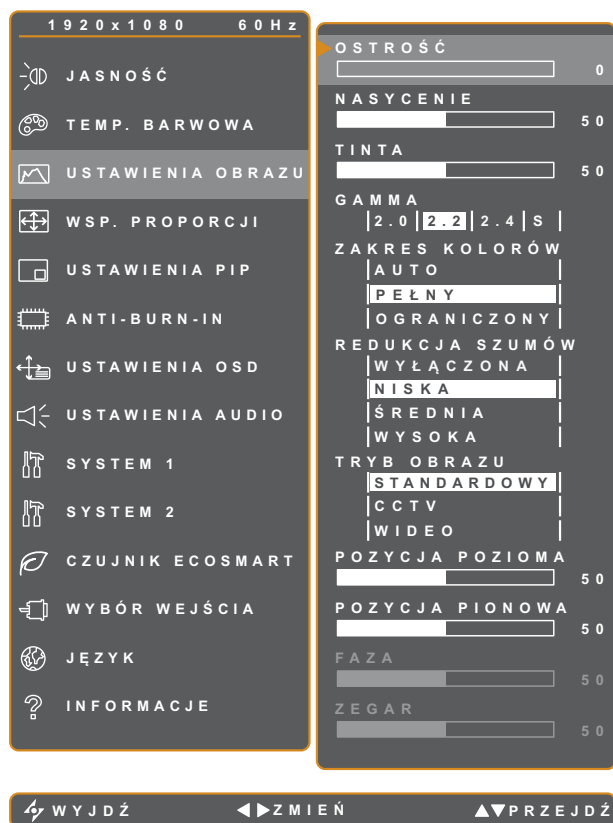 1920x1080 60Hz
JASNOŚĆ
TEMP. BARWOWA
USTAWIENIA OBRAZU
WSP. PROPORCJI
USTAWIENIA PIP
ANTI-BURN-IN
USTAWIENIA OSD
USTAWIENIA AUDIO
SYSTEM 1
SYSTEM 2
CZUJNIK ECOSMART
WYBÓR WEJŚCIA
JĘZYK
INFORMACJE
OSTROŚĆ
0
NASYCENIE
50
TINTA
50
GAMMA
2.0 2.2 2.4 S
ZAKRES KOLORÓW
AUTO
PEŁNY
OGRANICZONY
REDUKCJA SZUMÓW
WYŁĄCZONA
NISKA
ŚREDNIA
WYSOKA
TRYB OBRAZU
STANDARDOWY
CCTV
WIDEO
POZYCJA POZIOMA
50
POZYCJA PIONOWA
50
FAZA
50
ZEGAR
50
WYJDŹ ZMIEŃ PRZEJDŹ